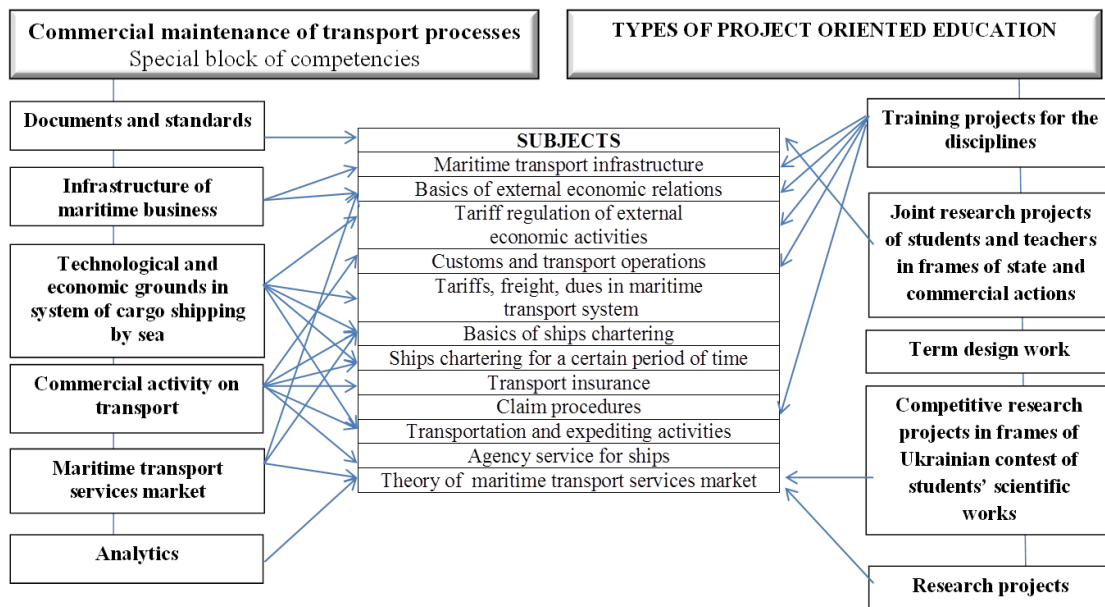 Commercial maintenance of transport processes
Special block of competencies
Documents and standards
Infrastructure of
maritime business
Technological and
economic grounds in
system of cargo shipping
by sea
Commercial activity on
transport
Maritime transport
services market
Analytics
SUBJECTS
Maritime transport infrastructure
Basics of external economic relations
Tariff regulation of external
economic activities
Customs and transport operations
Tariffs, freight, dues in maritime
transport system
Basics of ships chartering
Ships chartering for a certain period of time
Transport insurance
Claim procedures
Transportation and expediting activities
Agency service for ships
Theory of maritime transport services market
TYPES OF PROJECT ORIENTED EDUCATION
Training projects for the
disciplines
Joint research projects
of students and teachers
in frames of state and
commercial actions
Term design work
Competitive research
projects in frames of
Ukrainian contest of
students’ scientific
works
Research projects